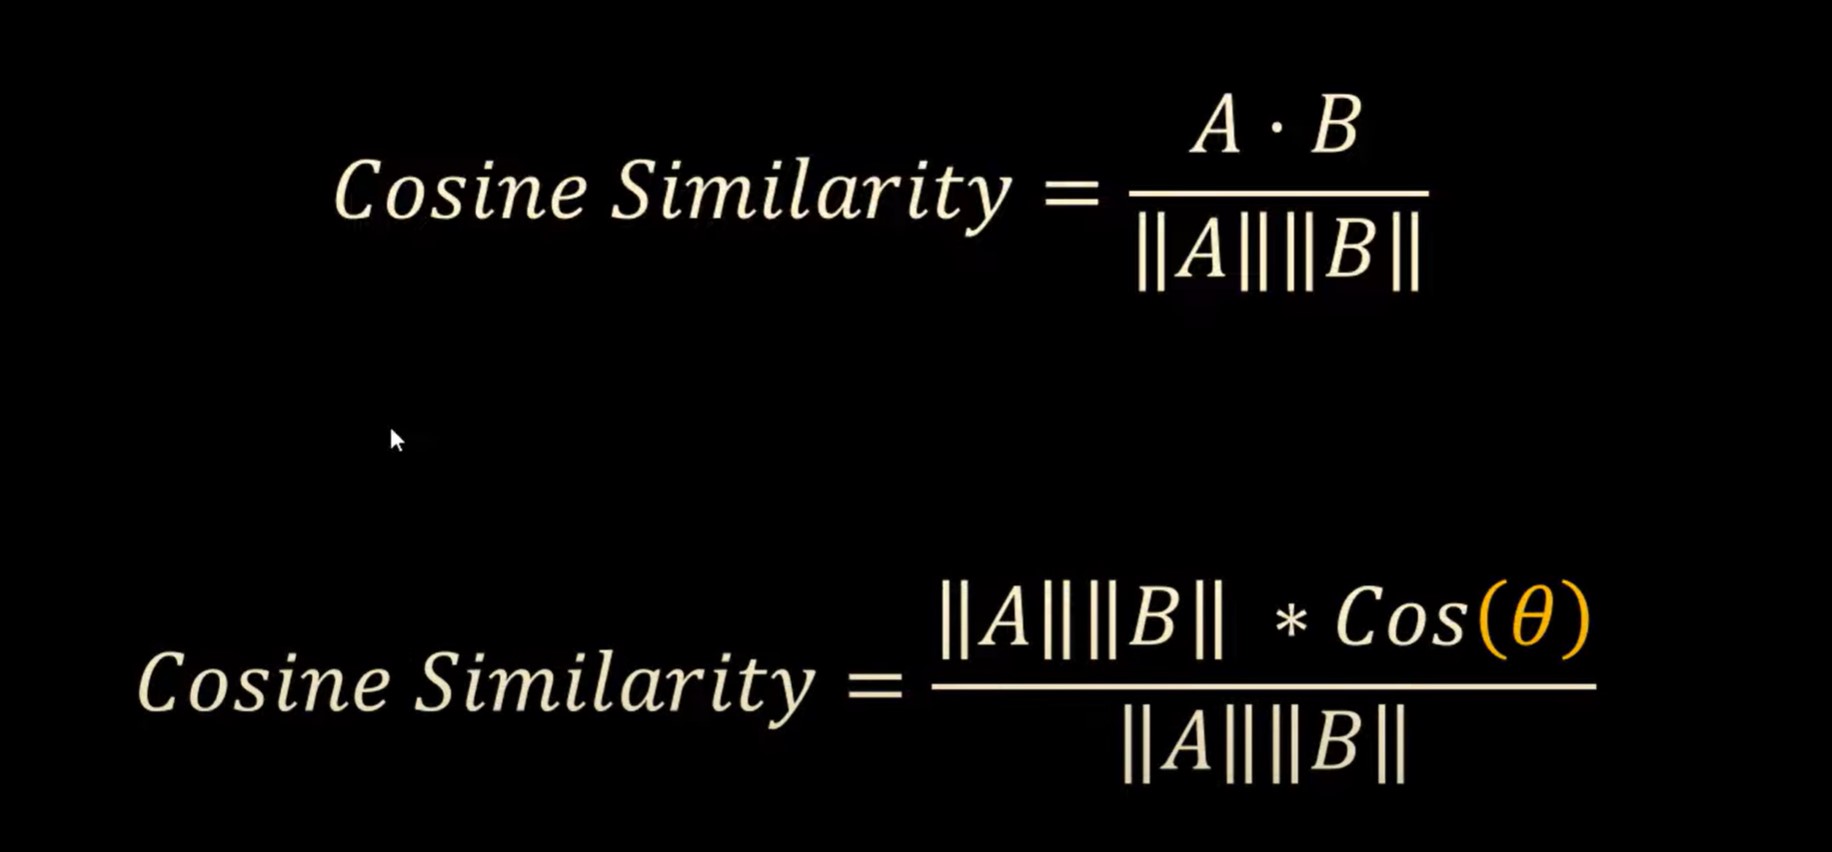 Cosine Similarity = A · B / ||A|| ||B||
Cosine Similarity = ||A|| ||B|| * Cos(θ) / ||A|| ||B||